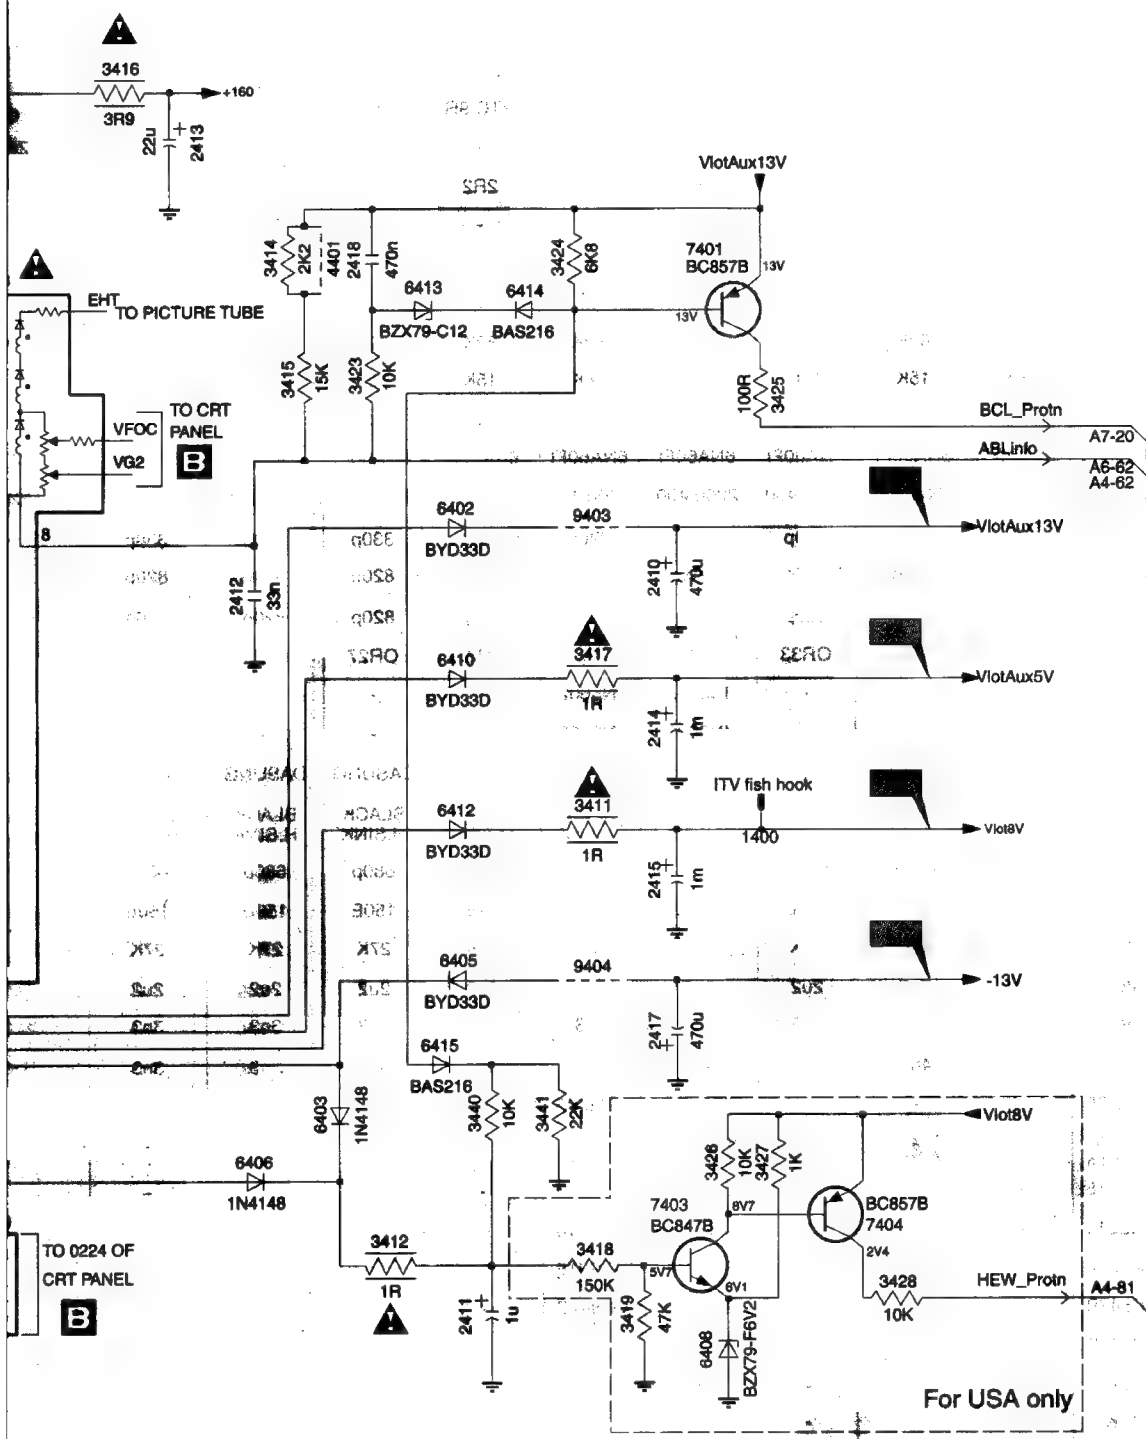 3416
3R9
+160
22u
2413
VlotAux13V
3414
2K2
4401
2418
470n
3424
6K8
7401
BC857B
13V
13V
6413
BZX79-C12
6414
BAS216
EHT
TO PICTURE TUBE
3415
15K
3423
10K
100R
3425
BCL_Protn
A7-20
ABLinfo
A6-62
A4-62
TO CRT
PANEL
VFOC
VG2
B
8
6402
BYD33D
9403
VlotAux13V
2410
470u
2412
33n
6410
BYD33D
3417
1R
VlotAux5V
2414
1m
ITV fish hook
6412
BYD33D
3411
1R
1400
Vlot8V
2415
1m
6405
BYD33D
9404
-13V
2417
470u
6415
BAS216
6403
1N4148
3440
10K
3441
22K
Vlot8V
6406
1N4148
3426
10K
3427
1K
7403
BC847B
8V7
BC857B
7404
2V4
TO 0224 OF
CRT PANEL
B
3412
1R
3418
150K
5V7
6V1
3428
10K
HEW_Protn
A4-81
2411
1u
3419
47K
6408
BZX79-F6V2
For USA only